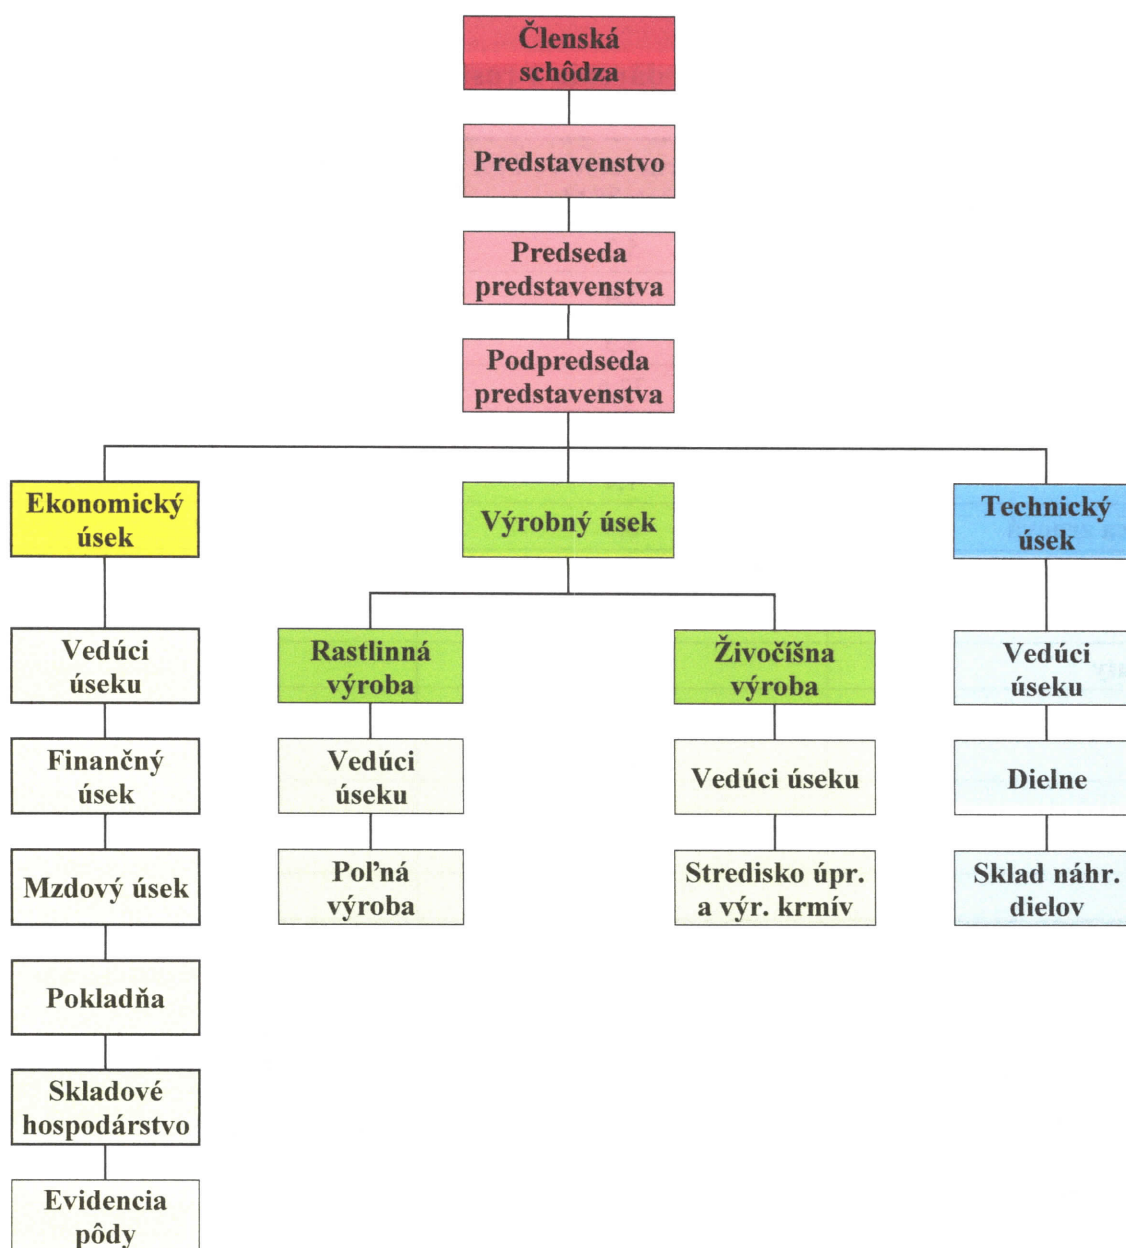 Členská
schôdza
Predstavenstvo
Predseda
predstavenstva
Podpredseda
predstavenstva
Ekonomický
úsek
Výrobný úsek
Technický
úsek
Vedúci
úseku
Rastlinná
výroba
Živočíšna
výroba
Vedúci
úseku
Finančný
úsek
Vedúci
úseku
Vedúci úseku
Dielne
Mzdový úsek
Poľná
výroba
Stredisko úpr.
a výr. krmív
Sklad náhr.
dielov
Pokladňa
Skladové
hospodárstvo
Evidencia
pôdy